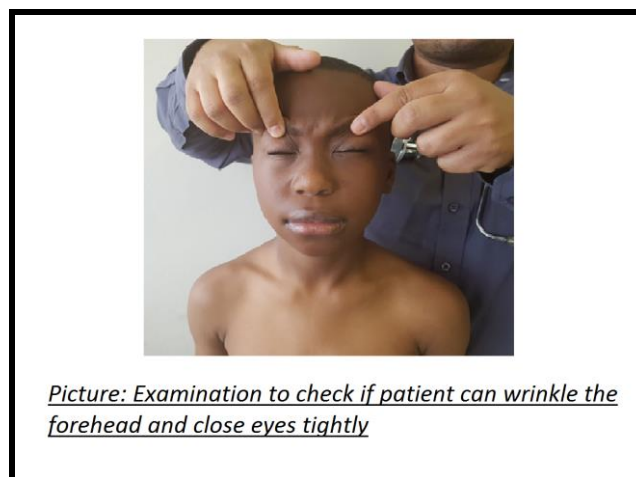 Picture: Examination to check if patient can wrinkle the
forehead and close eyes tightly